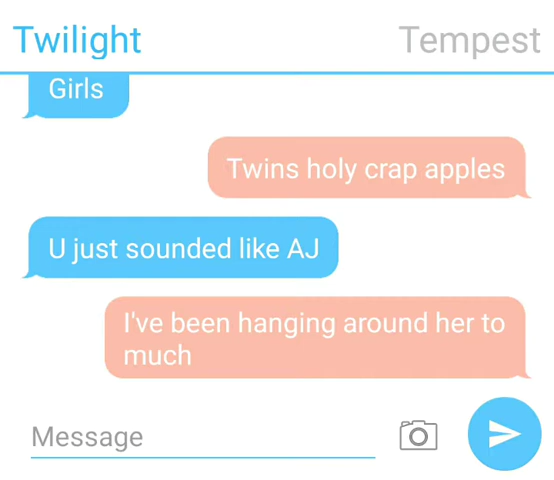 Twilight Tempest
Girls
Twins holy crap apples
U just sounded like AJ
I've been hanging around her to
much
Message